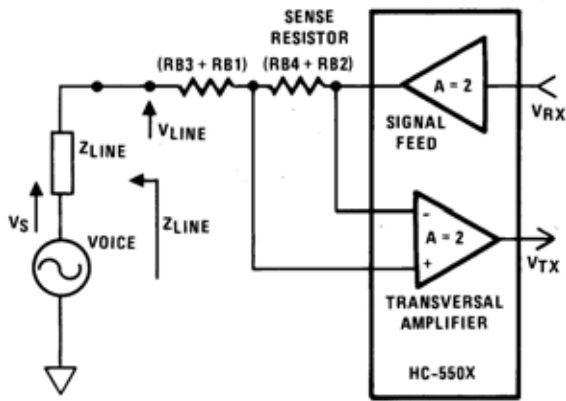 SENSE
RESISTOR
(RB3 + RB1)
(RB4 + RB2)
A = 2
SIGNAL
FEED
VRX
VLINE
ZLINE
ZLINE
VS
VOICE
-
A = 2
+
VTX
TRANSVERSAL
AMPLIFIER
HC-550X